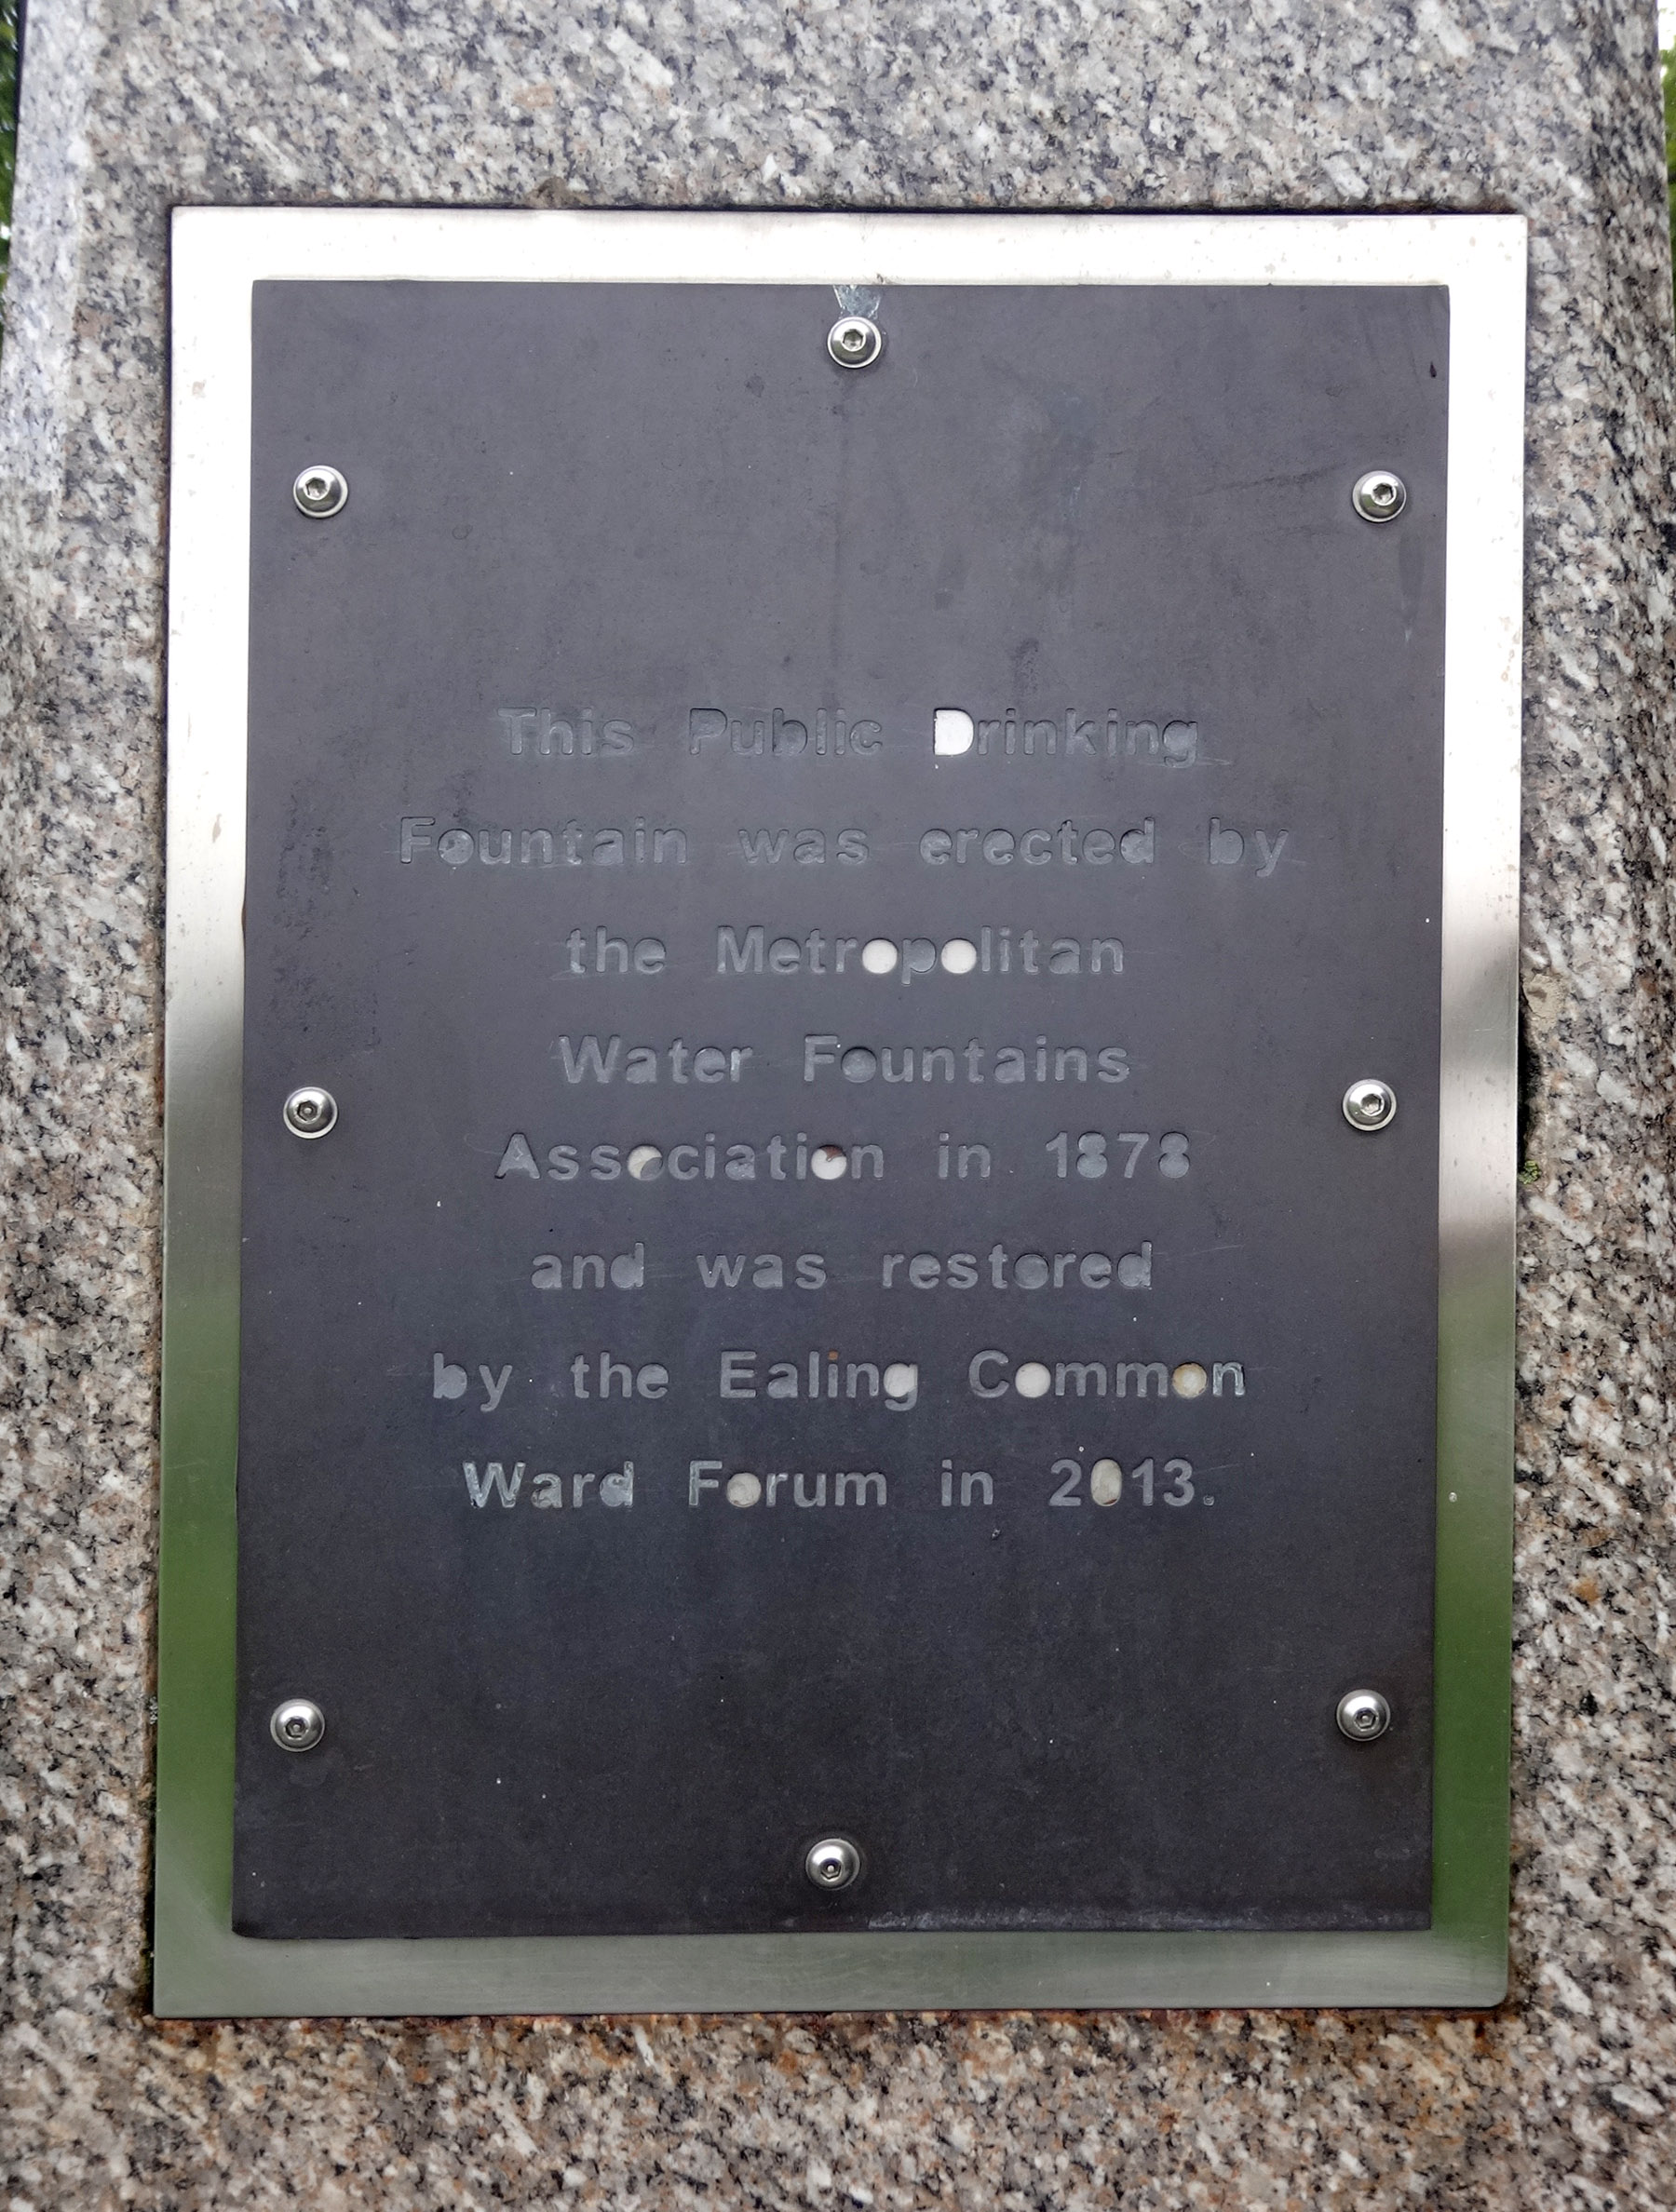 This Public Drinking
Fountain was erected by
the Metropolitan
Water Fountains
Association in 1878
and was restored
by the Ealing Common
Ward Forum in 2013.